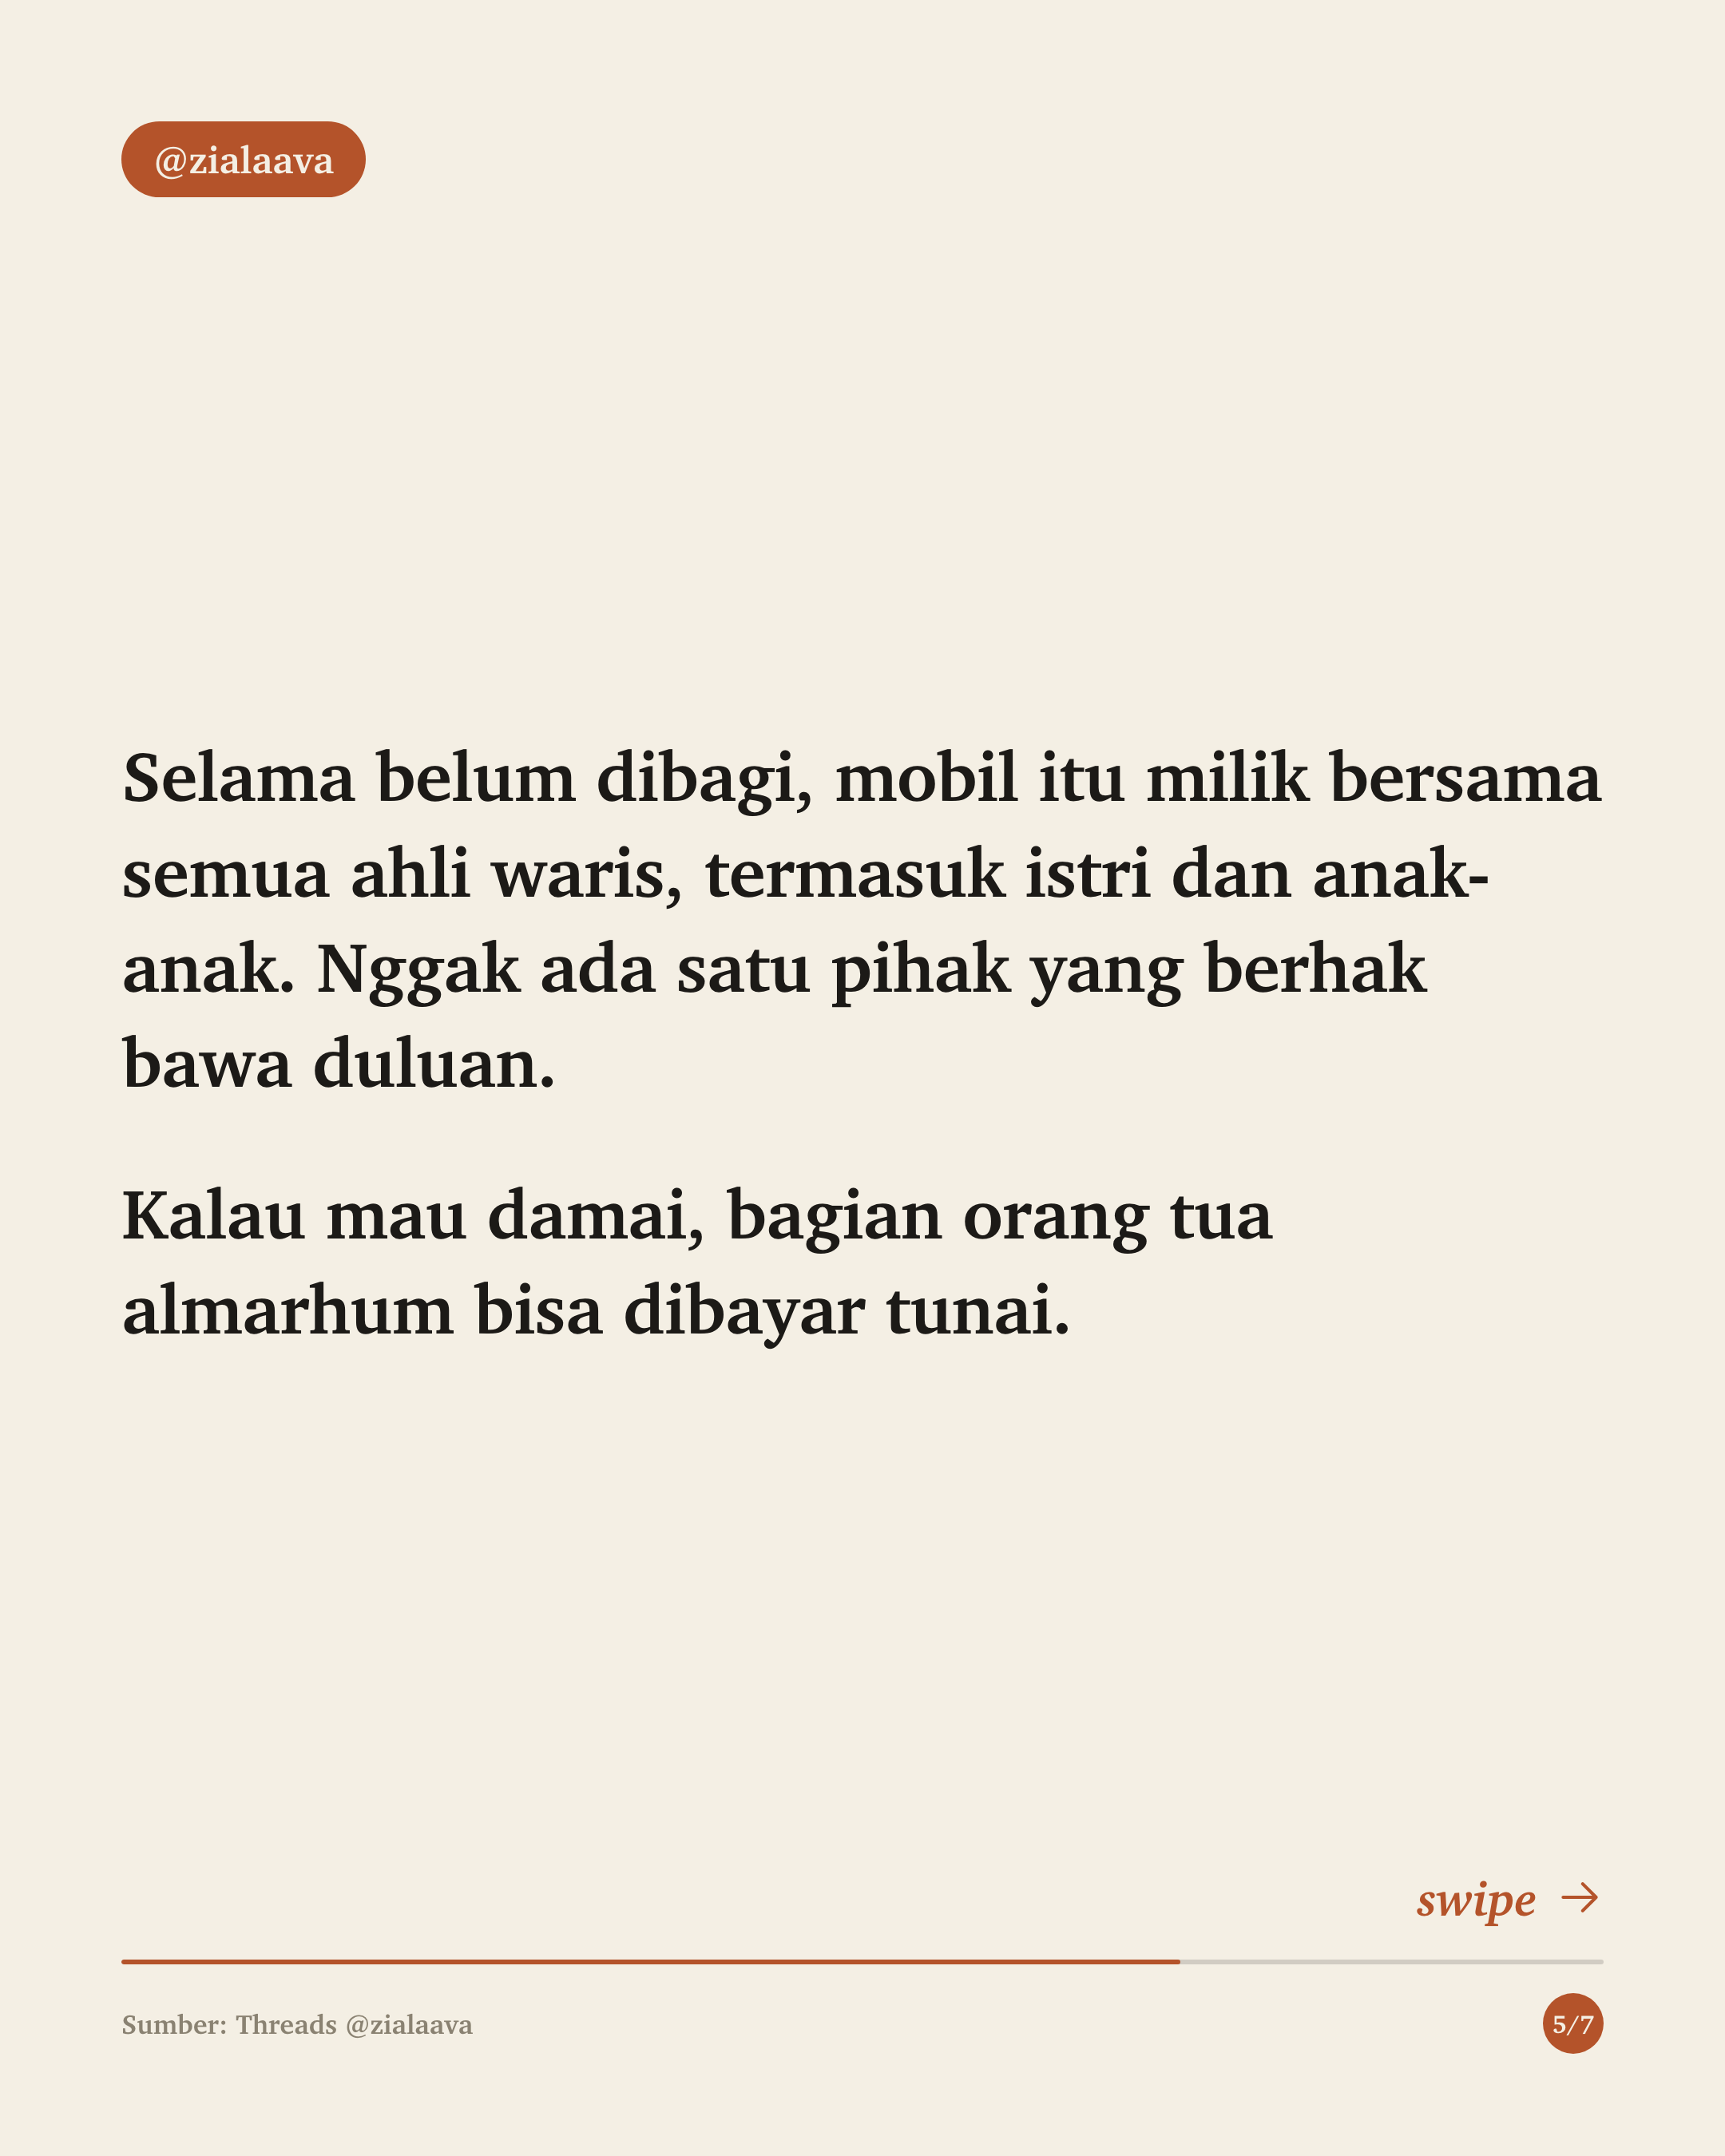 @zialaava
Selama belum dibagi, mobil itu milik bersama
semua ahli waris, termasuk istri dan anak-
anak. Nggak ada satu pihak yang berhak
bawa duluan.
Kalau mau damai, bagian orang tua
almarhum bisa dibayar tunai.
swipe →
Sumber: Threads @zialaava
5/7